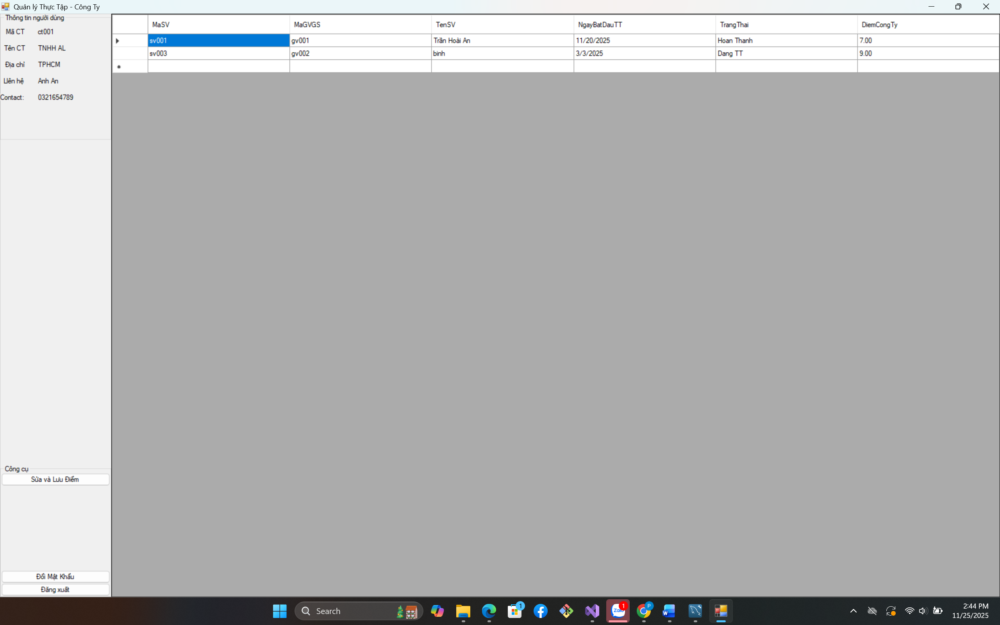 Quản lý Thực Tập - Công Ty
Thông tin người dùng
Mã CT ct001
Tên CT TNHH AL
Địa chỉ TPHCM
LIên hệ Anh An
Contact: 0321654789
MaSV MaGVGS TenSV NgayBatDauTT TrangThai DiemCongTy
sv001 gv001 Trần Hoài An 11/20/2025 Hoan Thanh 7.00
sv003 gv002 binh 3/3/2025 Dang TT 9.00
Công cụ
Sửa và Lưu Điểm
Đổi Mật Khẩu
Đăng xuất
Search 1 Zalo 1 P W 2:44 PM
11/25/2025